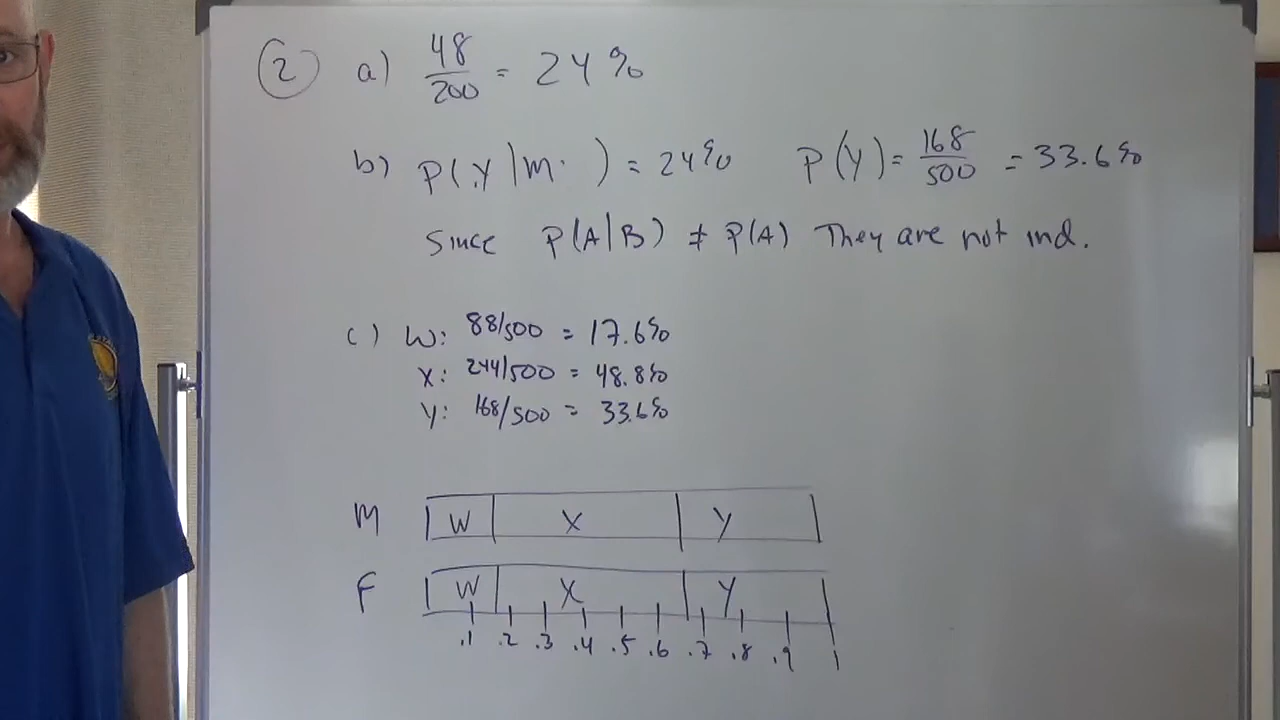 ② a) 48/200 = 24%
b) P(Y|M) = 24% P(Y) = 168/500 = 33.6%
Since P(A|B) ≠ P(A) They are not ind.
c) W: 88/500 = 17.6%
X: 244/500 = 48.8%
Y: 168/500 = 33.6%
M W X Y
F W X Y
.1 .2 .3 .4 .5 .6 .7 .8 .9 1